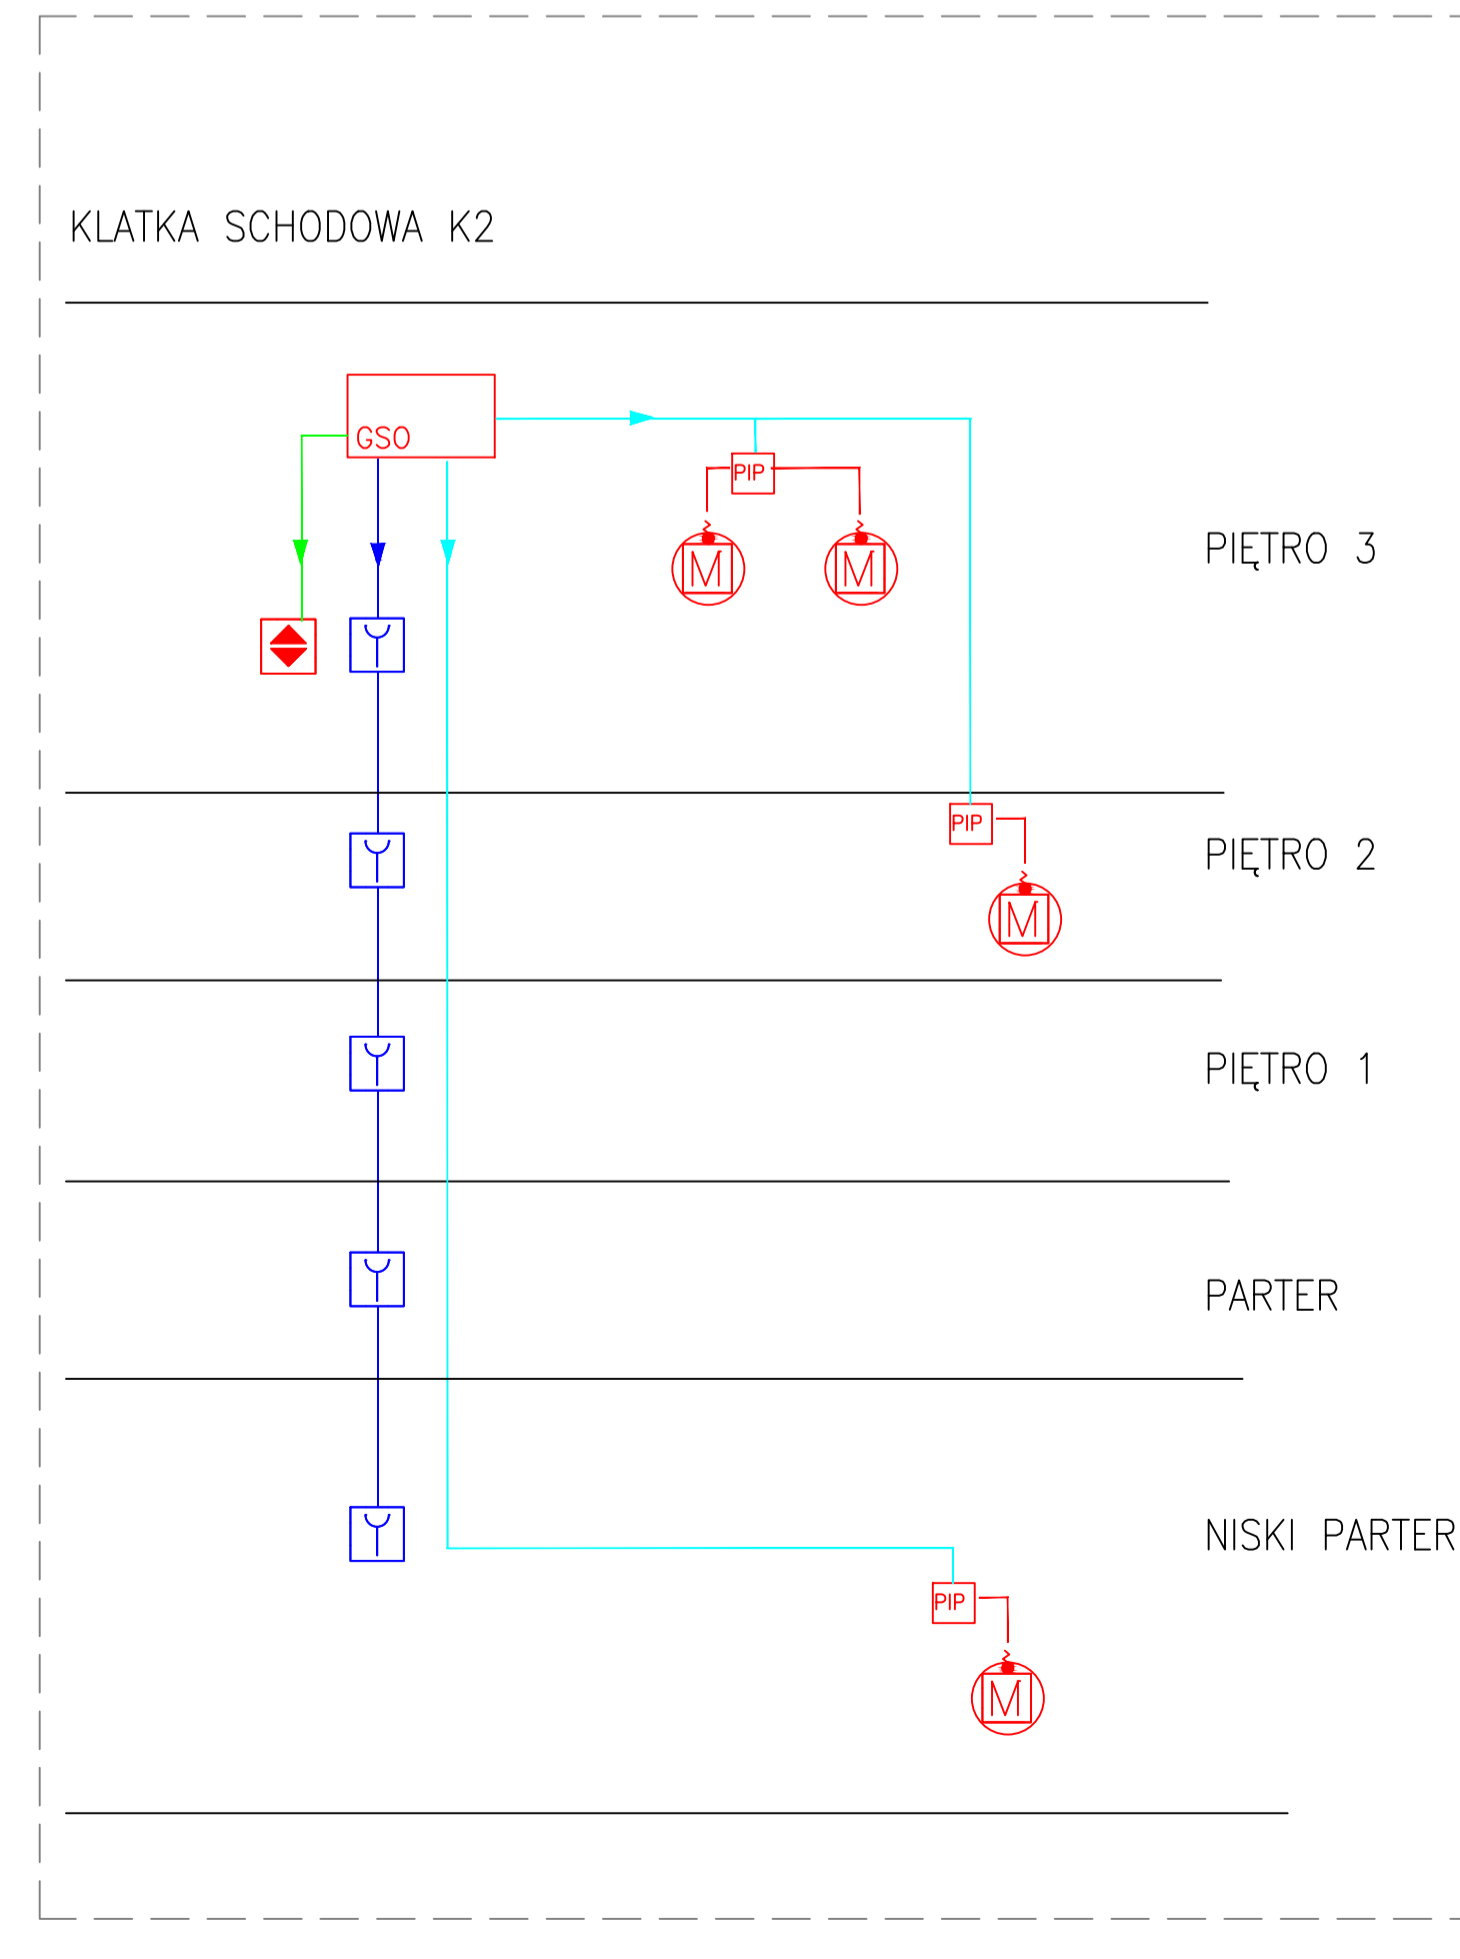 KLATKA SCHODOWA K2
GSO
PIP
M M
PIĘTRO 3
PIP
PIĘTRO 2
M
PIĘTRO 1
PARTER
NISKI PARTER
PIP
M